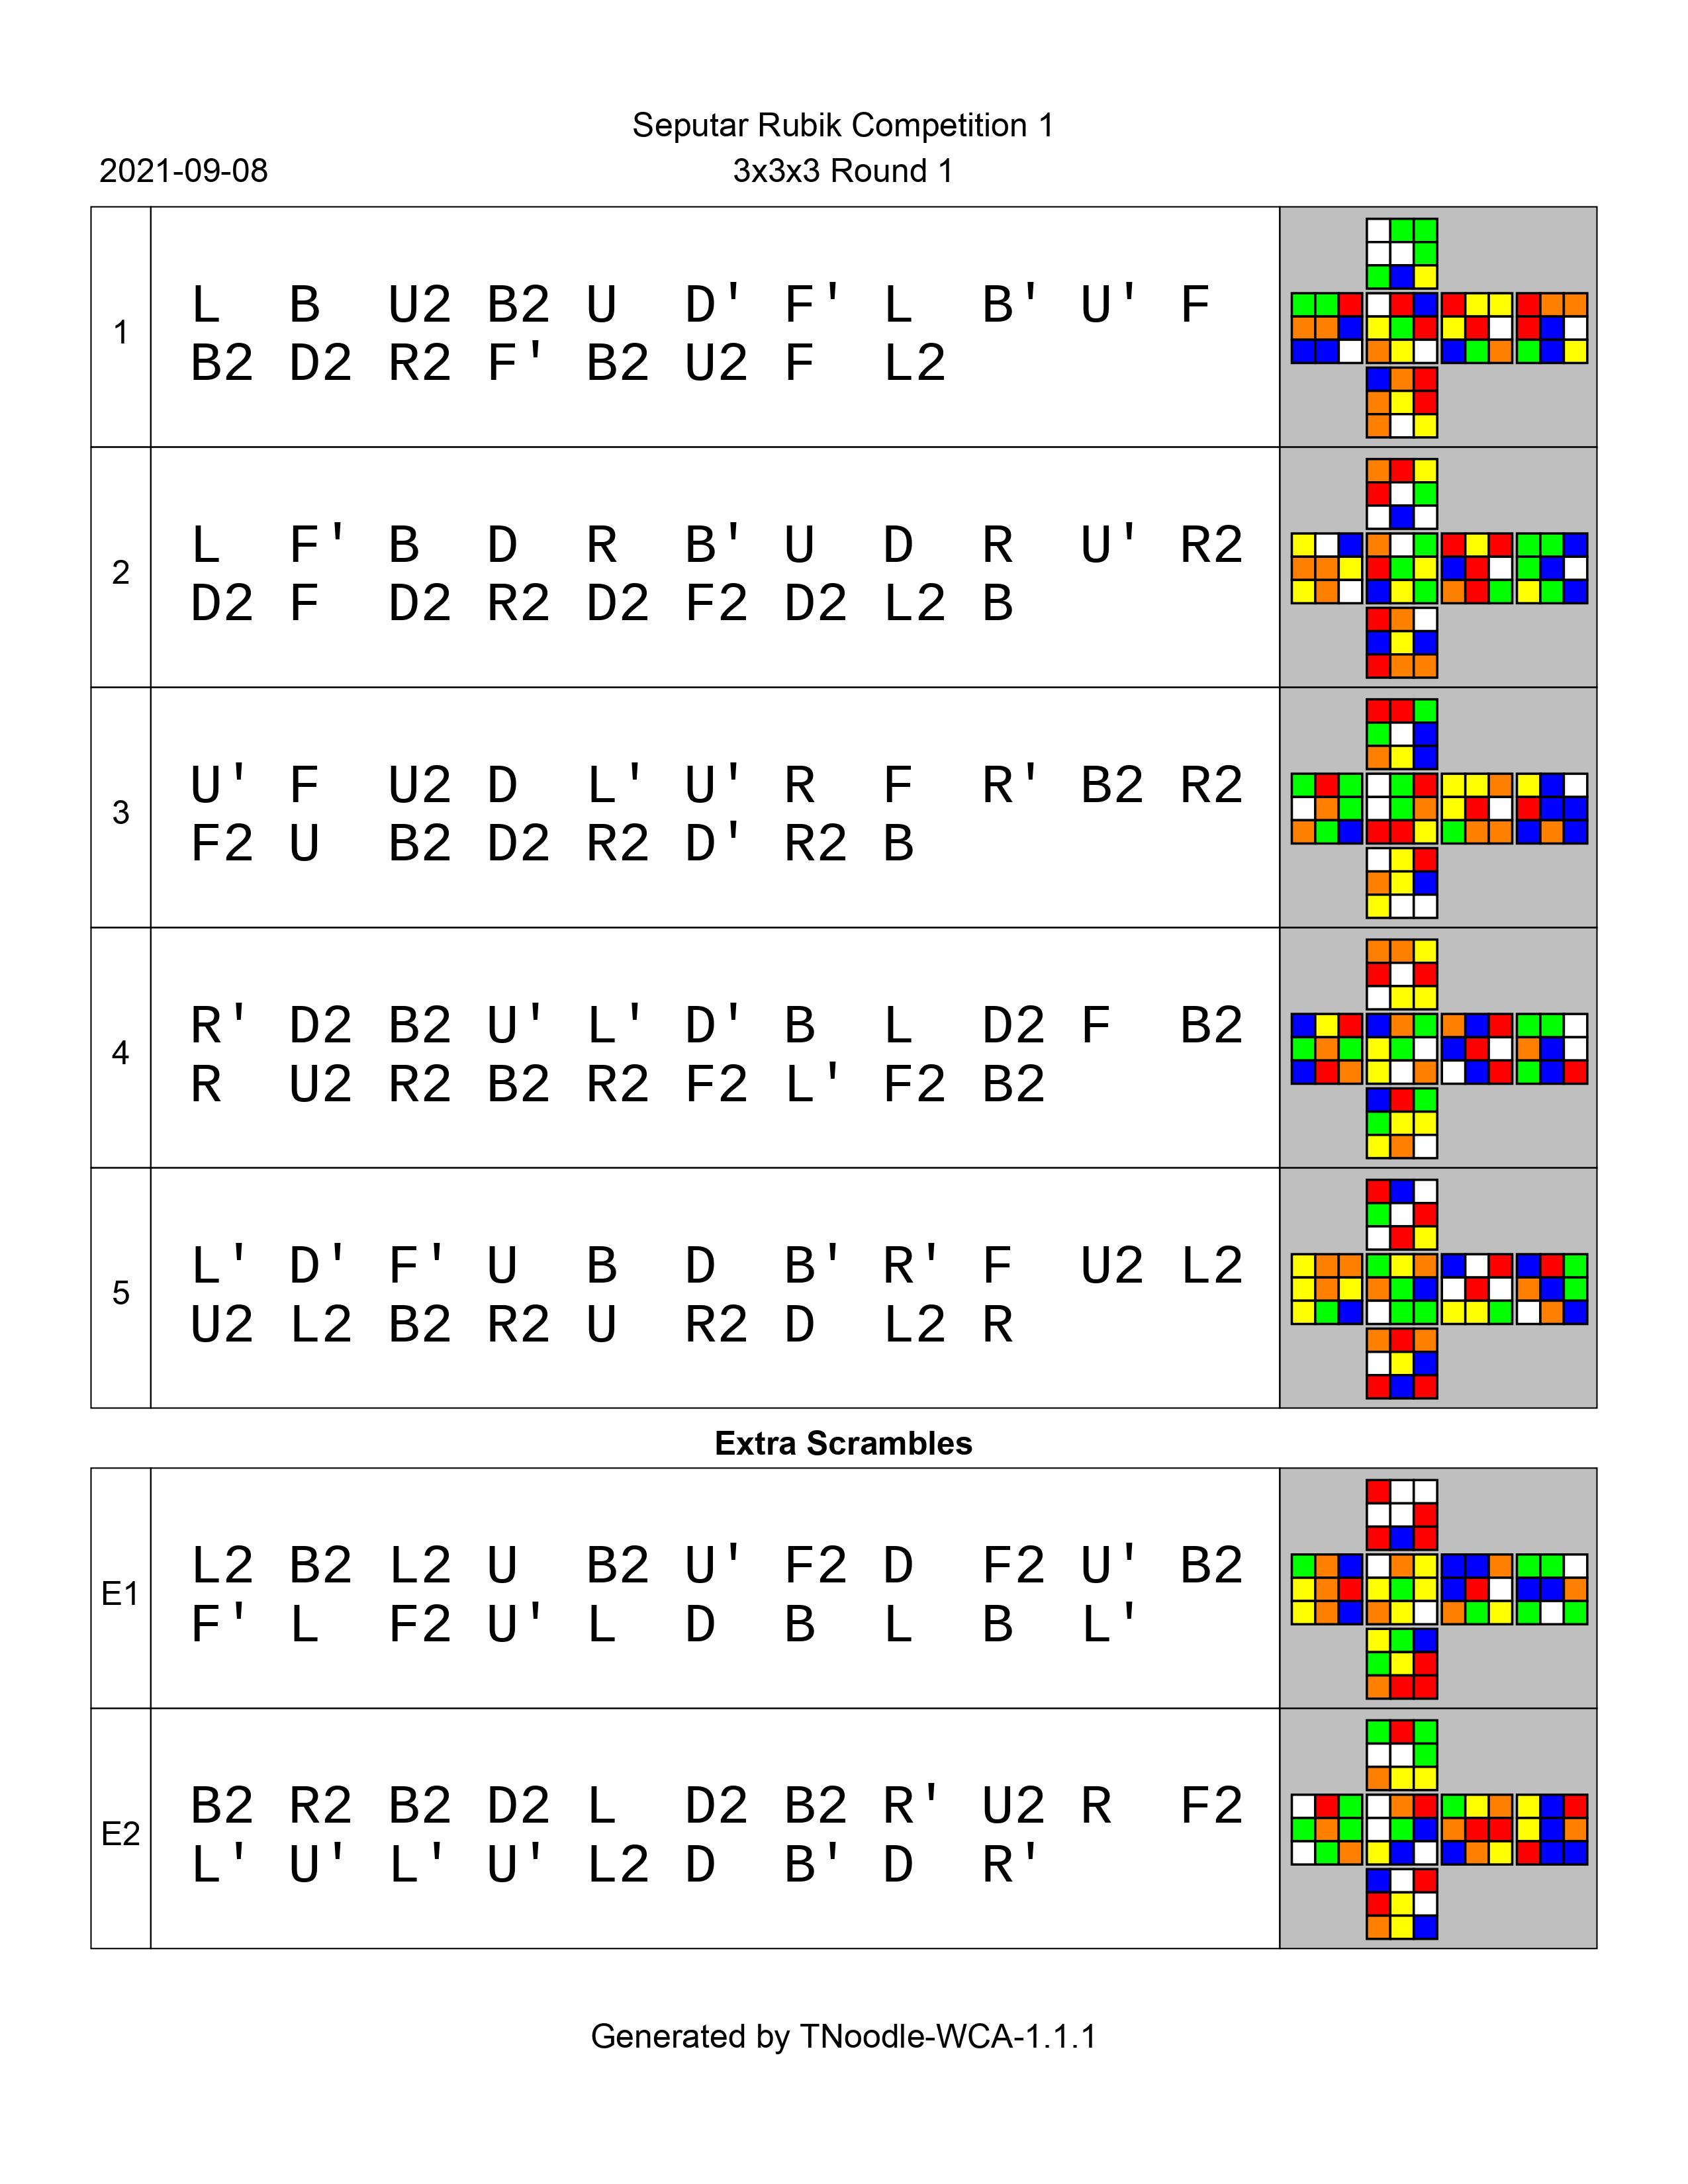 Seputar Rubik Competition 1
2021-09-08 3x3x3 Round 1
1
L B U2 B2 U D' F' L B' U' F
B2 D2 R2 F' B2 U2 F L2
2
L F' B D R B' U D R U' R2
D2 F D2 R2 D2 F2 D2 L2 B
3
U' F U2 D L' U' R F R' B2 R2
F2 U B2 D2 R2 D' R2 B
4
R' D2 B2 U' L' D' B L D2 F B2
R U2 R2 B2 R2 F2 L' F2 B2
5
L' D' F' U B D B' R' F U2 L2
U2 L2 B2 R2 U R2 D L2 R
Extra Scrambles
E1
L2 B2 L2 U B2 U' F2 D F2 U' B2
F' L F2 U' L D B L B L'
E2
B2 R2 B2 D2 L D2 B2 R' U2 R F2
L' U' L' U' L2 D B' D R'
Generated by TNoodle-WCA-1.1.1